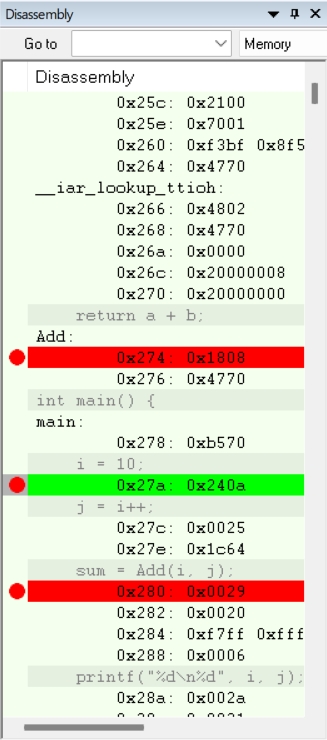 Disassembly
Go to Memory
Disassembly
0x25c: 0x2100
0x25e: 0x7001
0x260: 0xf3bf 0x8f5
0x264: 0x4770
__iar_lookup_ttioh:
0x266: 0x4802
0x268: 0x4770
0x26a: 0x0000
0x26c: 0x20000008
0x270: 0x20000000
return a + b;
Add:
0x274: 0x1808
0x276: 0x4770
int main() {
main:
0x278: 0xb570
i = 10;
0x27a: 0x240a
j = i++;
0x27c: 0x0025
0x27e: 0x1c64
sum = Add(i, j);
0x280: 0x0029
0x282: 0x0020
0x284: 0xf7ff 0xfff
0x288: 0x0006
printf("%d\n%d", i, j);
0x28a: 0x002a